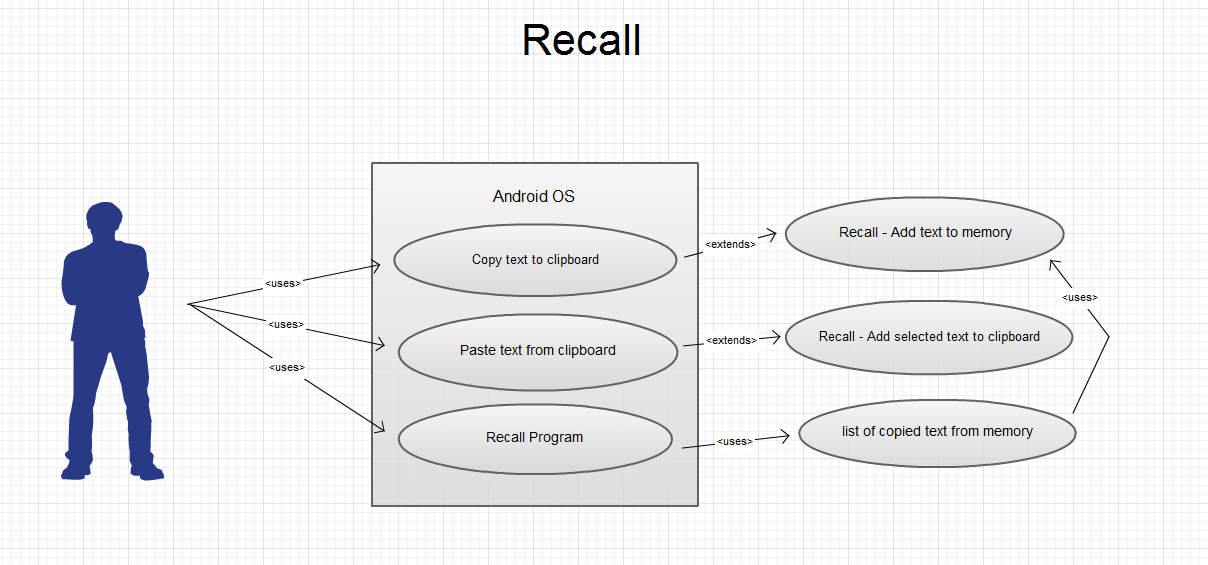 Recall
Android OS
Copy text to clipboard
Paste text from clipboard
Recall Program
<uses>
<uses>
<uses>
<extends>
<extends>
<uses>
Recall - Add text to memory
Recall - Add selected text to clipboard
list of copied text from memory
<uses>